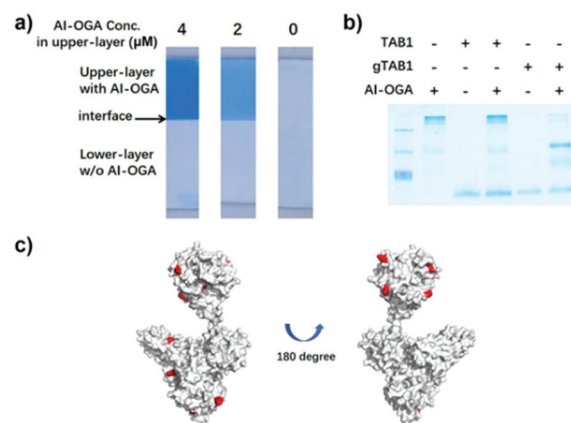 a)
AI-OGA Conc.
in upper-layer (μM)
4 2 0
Upper-layer
with AI-OGA
interface
Lower-layer
w/o AI-OGA
b)
TAB1 - + + - -
gTAB1 - - - + +
AI-OGA + - + - +
c)
180 degree